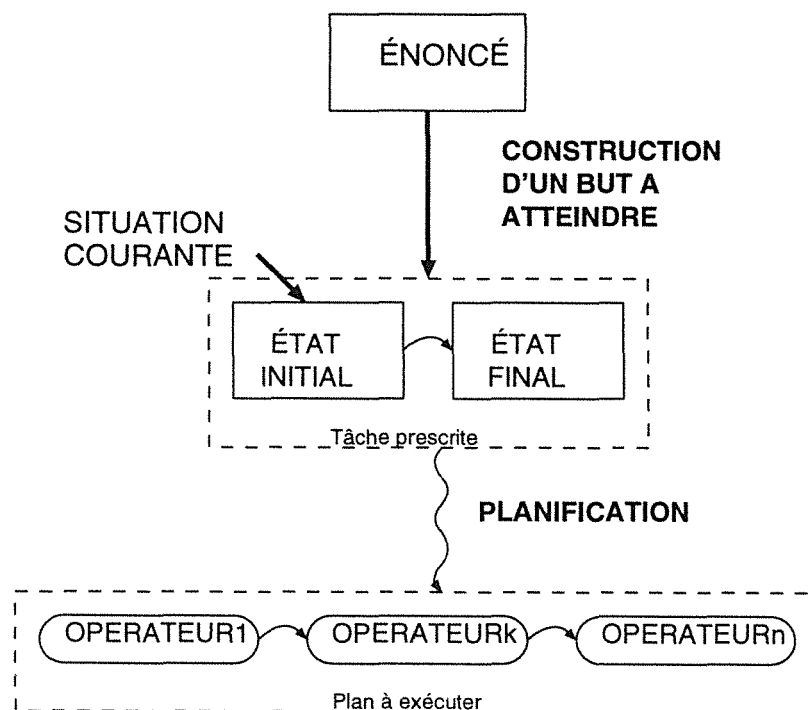 ÉNONCÉ
CONSTRUCTION
D'UN BUT A
ATTEINDRE
SITUATION
COURANTE
ÉTAT
INITIAL
ÉTAT
FINAL
Tâche prescrite
PLANIFICATION
OPERATEUR1
OPERATEURk
OPERATEURn
Plan à exécuter